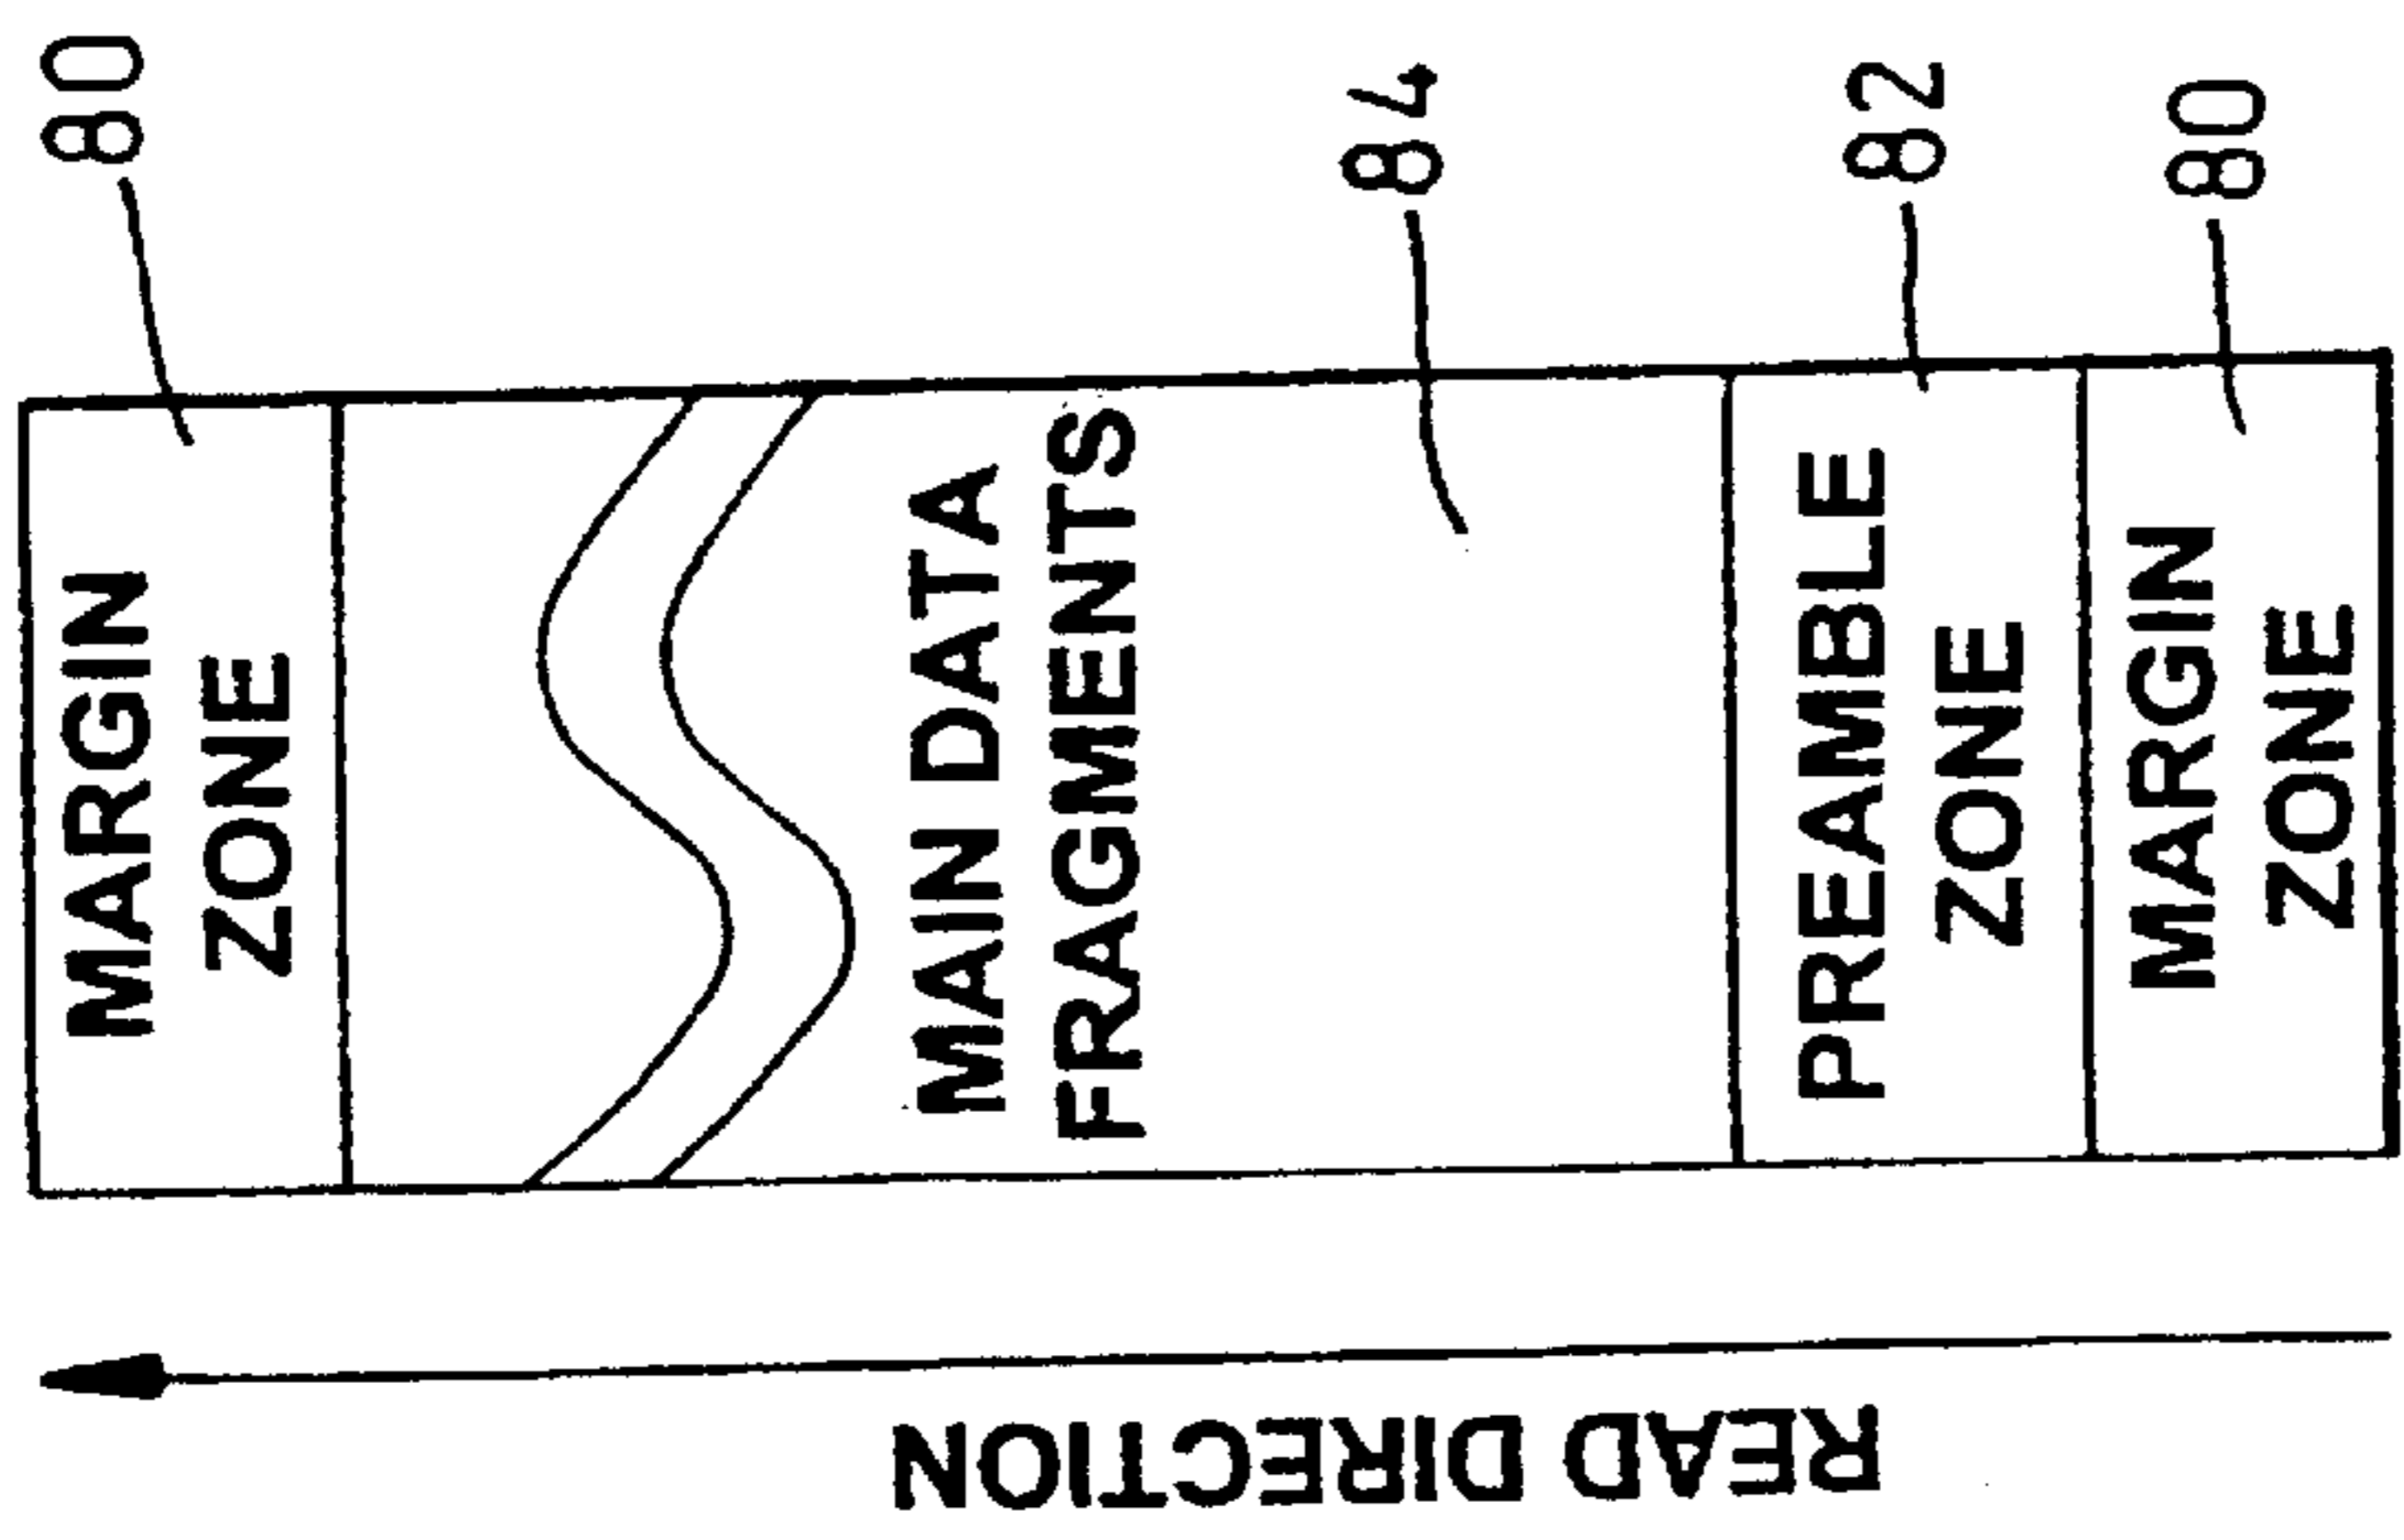 80
MARGIN
ZONE
MAIN DATA
FRAGMENTS
84
PREAMBLE
ZONE
82
MARGIN
ZONE
80
READ DIRECTION